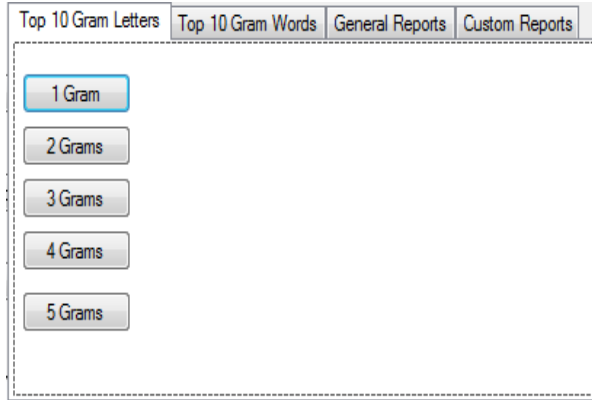 Top 10 Gram Letters Top 10 Gram Words General Reports Custom Reports
1 Gram
2 Grams
3 Grams
4 Grams
5 Grams